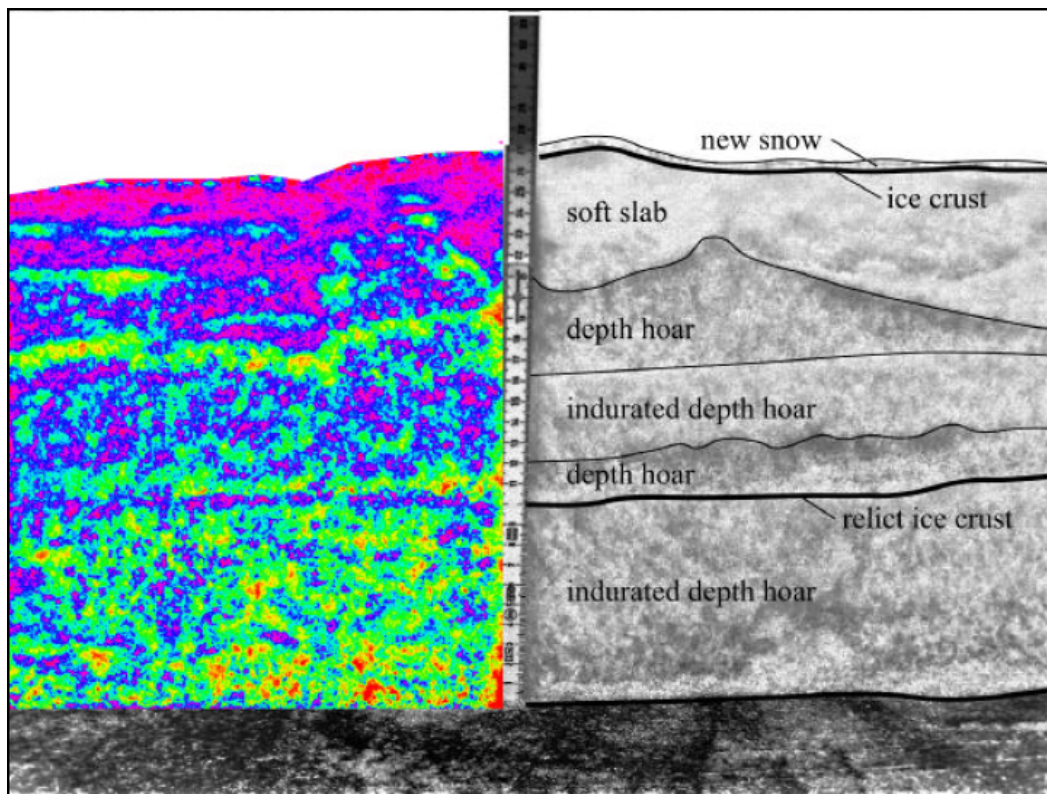 new snow
ice crust
soft slab
depth hoar
indurated depth hoar
depth hoar
relict ice crust
indurated depth hoar